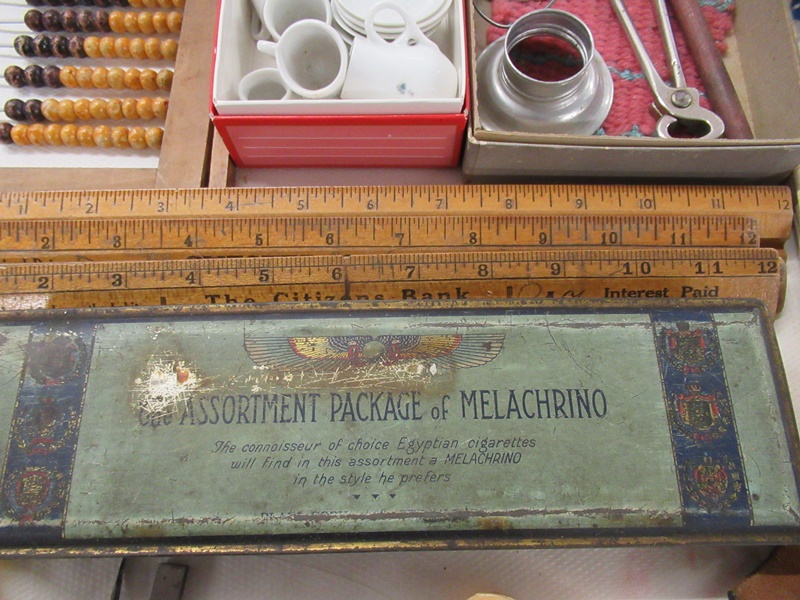 1 2 3 4 5 6 7 8 9 10 11 12
2 3 4 5 6 7 8 9 10 11 12
2 3 4 5 6 7 8 9 10 11 12
The Citizens Bank Interest Paid
ASSORTMENT PACKAGE of MELACHRINO
The connoisseur of choice Egyptian cigarettes
will find in this assortment a MELACHRINO
in the style he prefers